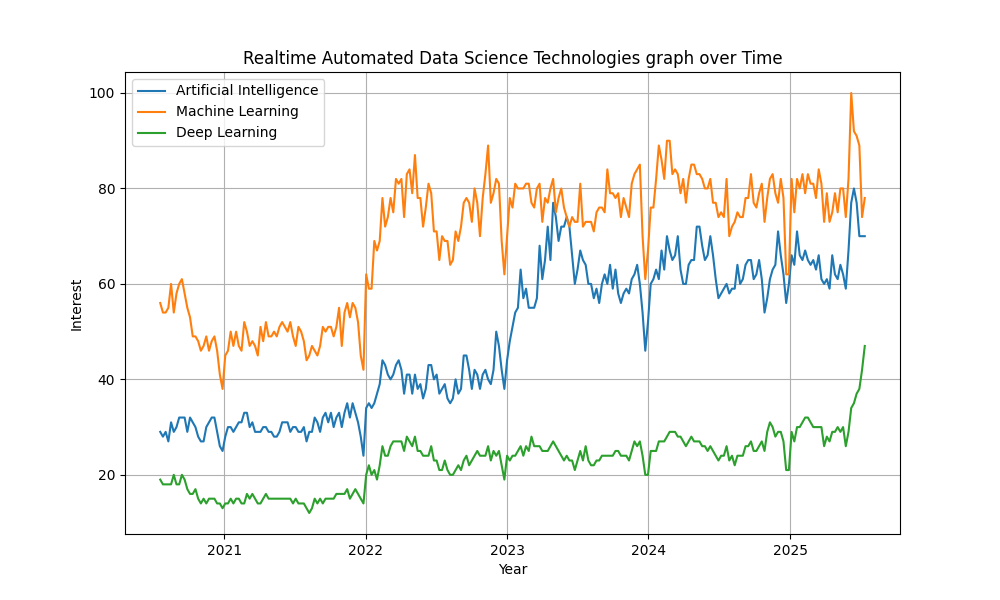 Realtime Automated Data Science Technologies graph over Time
Artificial Intelligence
Machine Learning
Deep Learning
100
80
60
40
20
Interest
2021 2022 2023 2024 2025
Year